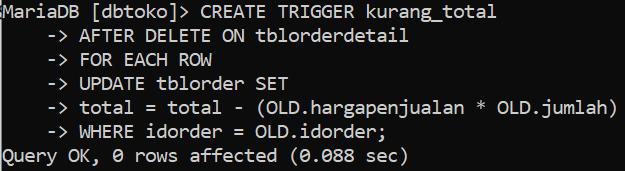 MariaDB [dbtoko]> CREATE TRIGGER kurang_total
    -> AFTER DELETE ON tblorderdetail
    -> FOR EACH ROW
    -> UPDATE tblorder SET
    -> total = total - (OLD.hargapenjualan * OLD.jumlah)
    -> WHERE idorder = OLD.idorder;
Query OK, 0 rows affected (0.088 sec)